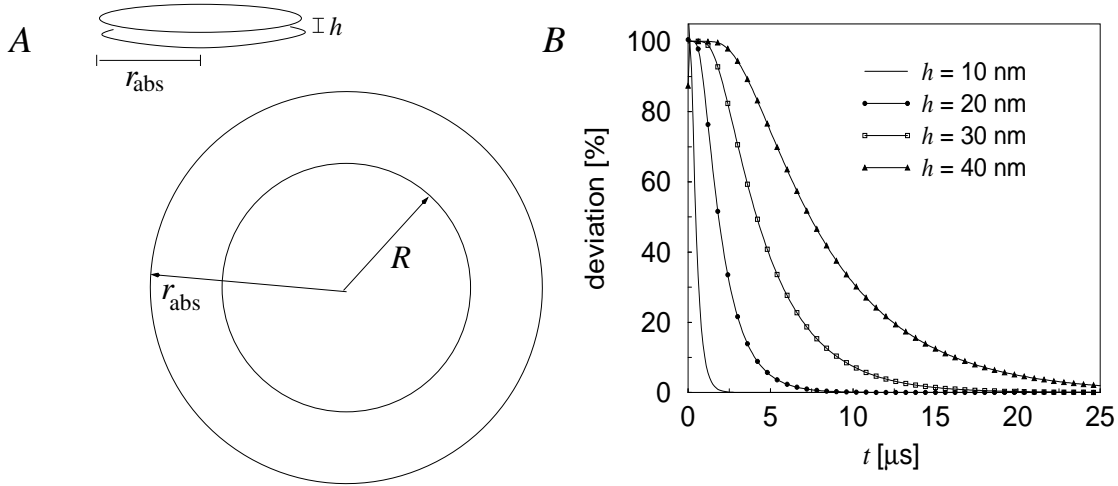 A
h
r_abs
R
r_abs
B
deviation [%]
100
80
60
40
20
0
h = 10 nm
h = 20 nm
h = 30 nm
h = 40 nm
0 5 10 15 20 25
t [μs]